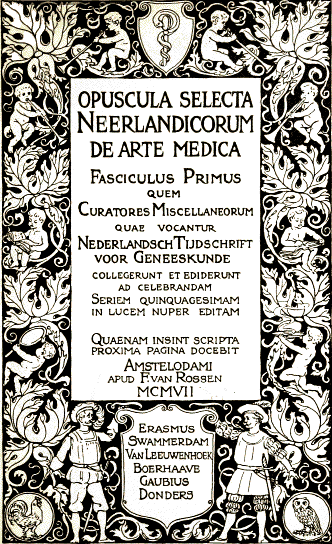 OPUSCULA SELECTA
NEERLANDICORUM
DE ARTE MEDICA
FASCICULUS PRIMUS
QUEM
CURATORES MISCELLANEORUM
QUAE VOCANTUR
NEDERLANDSCH TIJDSCHRIFT
VOOR GENEESKUNDE
COLLEGERUNT ET EDIDERUNT
AD CELEBRANDAM
SERIEM QUINQUAGESIMAM
IN LUCEM NUPER EDITAM
QUAENAM INSINT SCRIPTA
PROXIMA PAGINA DOCEBIT
AMSTELODAMI
APUD F. VAN ROSSEN
MCMVII
ERASMUS
SWAMMERDAM
VAN LEEUWENHOEK
BOERHAAVE
GAUBIUS
DONDERS